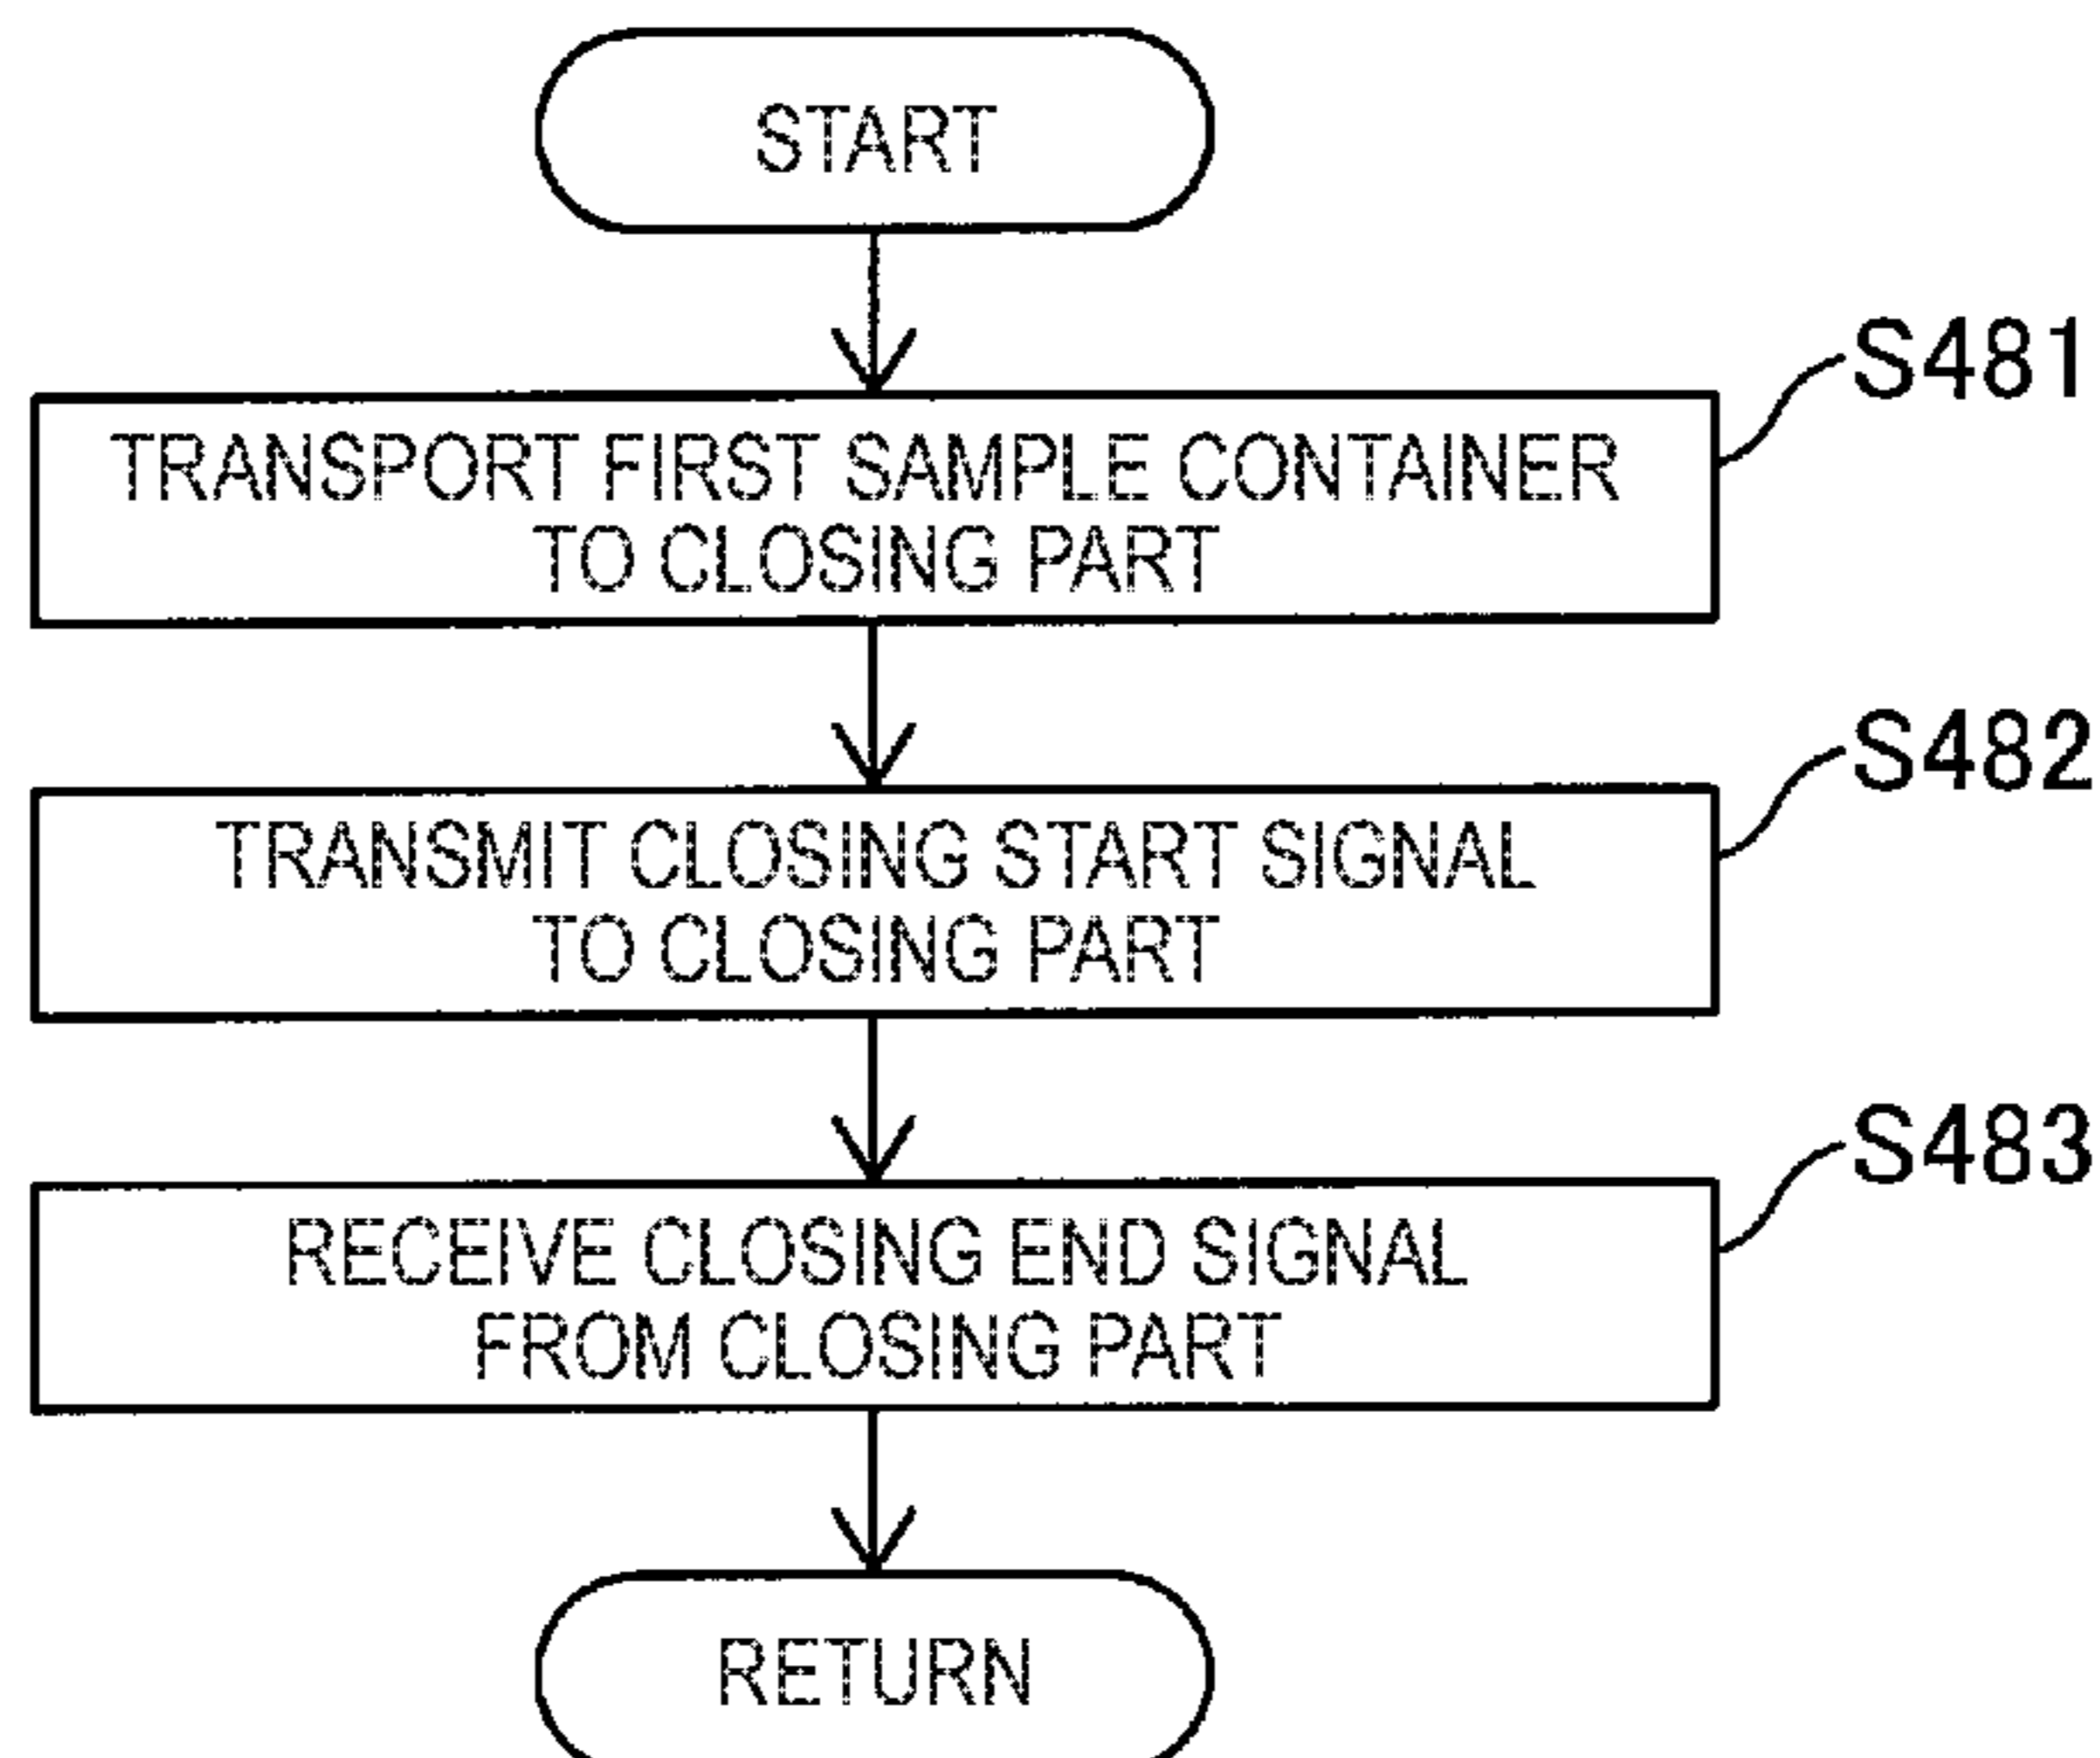 START
S481
TRANSPORT FIRST SAMPLE CONTAINER
TO CLOSING PART
S482
TRANSMIT CLOSING START SIGNAL
TO CLOSING PART
S483
RECEIVE CLOSING END SIGNAL
FROM CLOSING PART
RETURN